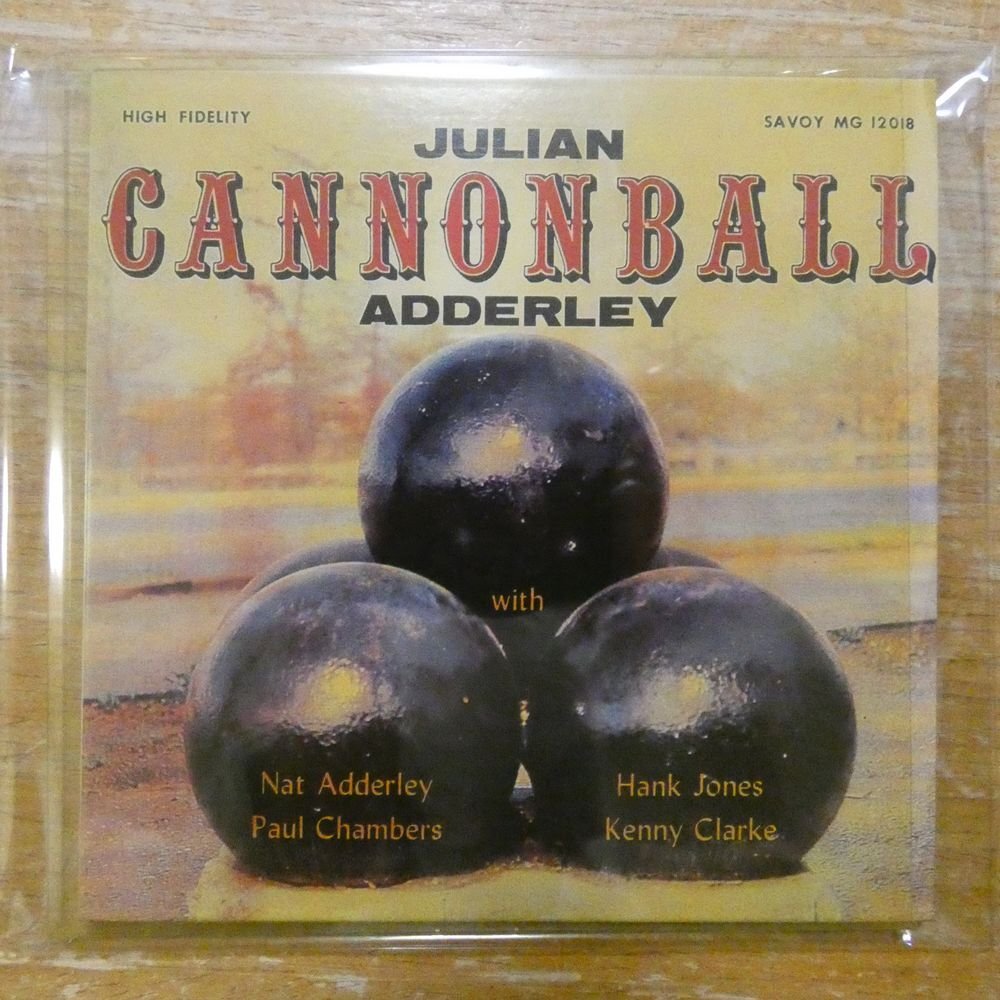 HIGH FIDELITY
SAVOY MG 12018
JULIAN
CANNONBALL
ADDERLEY
with
Nat Adderley
Paul Chambers
Hank Jones
Kenny Clarke